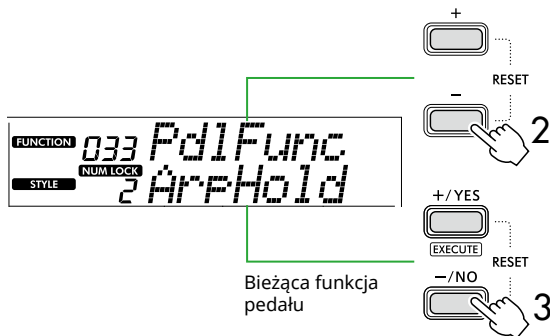 +
RESET
−
2
FUNCTION 033 PdlFunc
NUM LOCK
STYLE 2 ArpHold
+/YES
EXECUTE
RESET
−/NO
3
Bieżąca funkcja
pedału